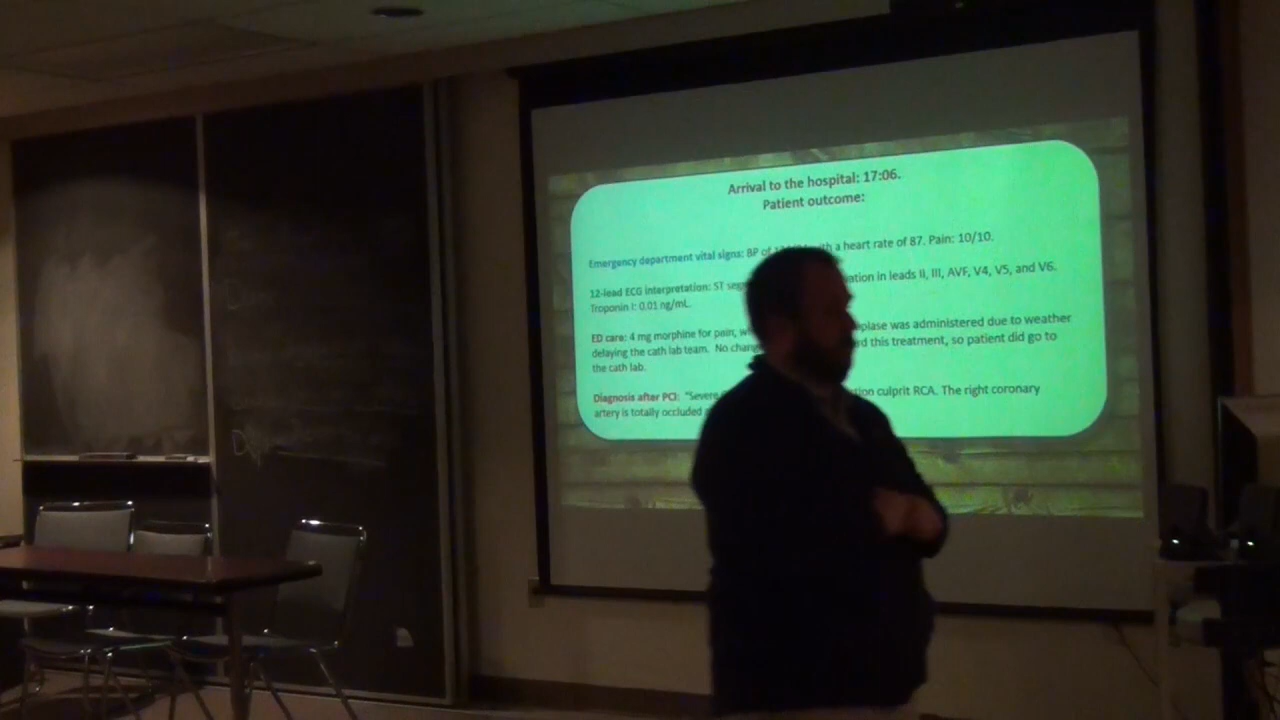 Arrival to the hospital: 17:06.
Patient outcome:
Emergency department vital signs: BP of with a heart rate of 87. Pain: 10/10.
12-lead ECG interpretation: ST in leads II, III, AVF, V4, V5, and V6.
Troponin I: 0.01 ng/mL.
ED care: 4 mg morphine for pain, was administered due to weather
delaying the cath lab team. No this treatment, so patient did go to
the cath lab.
Diagnosis after PCI: "Severe culprit RCA. The right coronary
artery is totally occluded